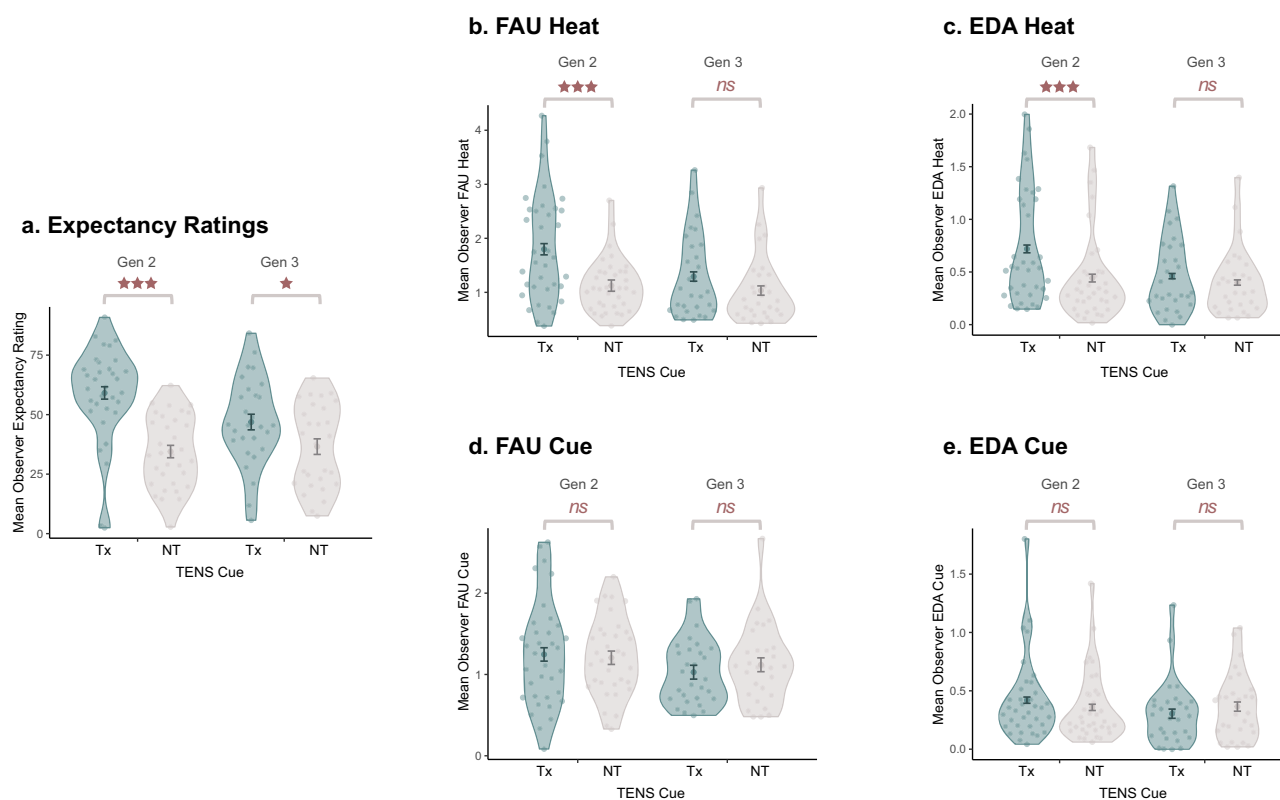 a. Expectancy Ratings
Gen 2
Gen 3
Mean Observer Expectancy Rating
75
50
25
0
Tx
NT
Tx
NT
TENS Cue
b. FAU Heat
Gen 2
Gen 3
ns
Mean Observer FAU Heat
4
3
2
1
Tx
NT
Tx
NT
TENS Cue
c. EDA Heat
Gen 2
Gen 3
ns
Mean Observer EDA Heat
2.0
1.5
1.0
0.5
0.0
Tx
NT
Tx
NT
TENS Cue
d. FAU Cue
Gen 2
Gen 3
ns
ns
Mean Observer FAU Cue
2
1
0
Tx
NT
Tx
NT
TENS Cue
e. EDA Cue
Gen 2
Gen 3
ns
ns
Mean Observer EDA Cue
1.5
1.0
0.5
0.0
Tx
NT
Tx
NT
TENS Cue